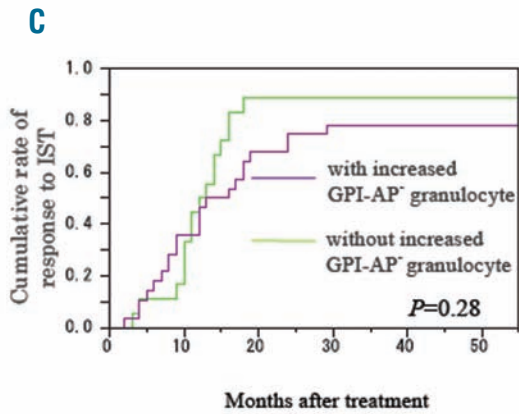 C
Cumulative rate of
response to IST
1.0
0.8
0.6
0.4
0.2
0.0
with increased
GPI-AP⁻ granulocyte
without increased
GPI-AP⁻ granulocyte
P=0.28
0 10 20 30 40 50
Months after treatment